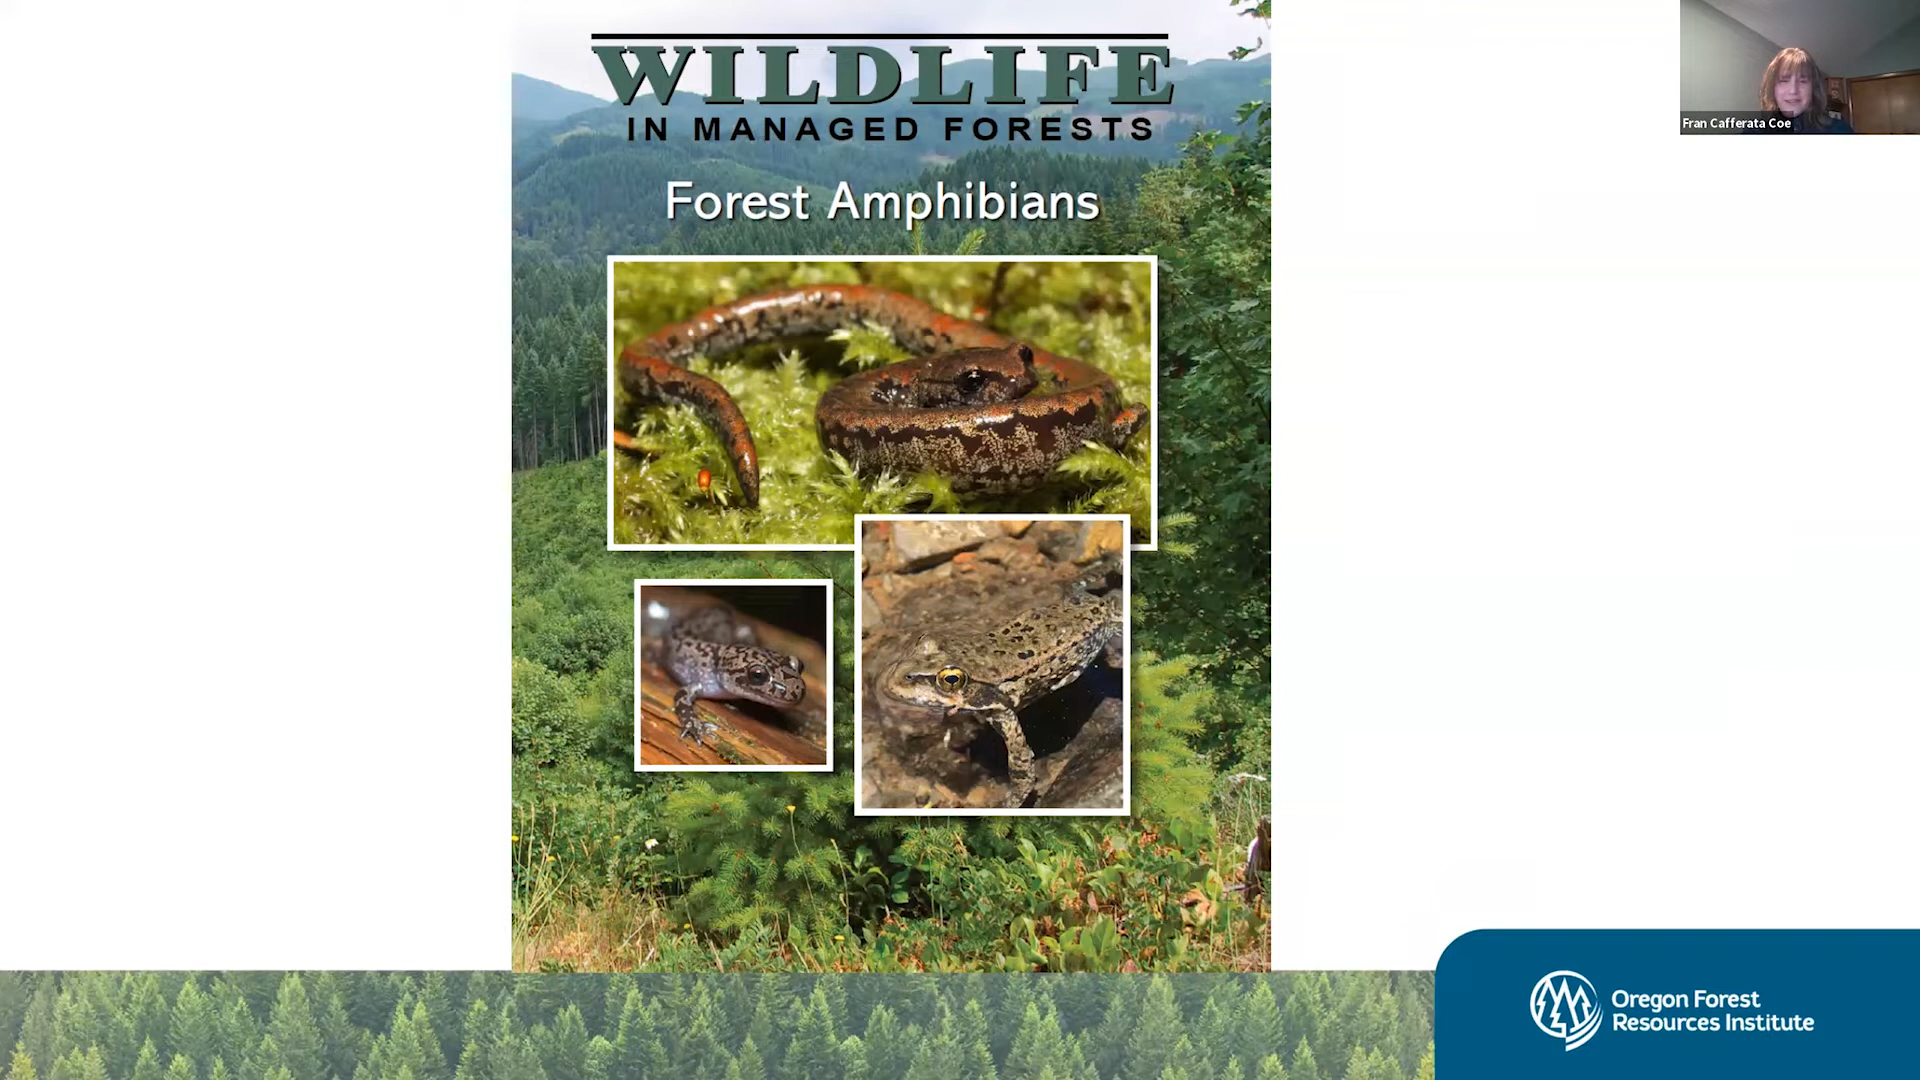 WILDLIFE
IN MANAGED FORESTS
Forest Amphibians
Fran Cafferata Coe
Oregon Forest
Resources Institute